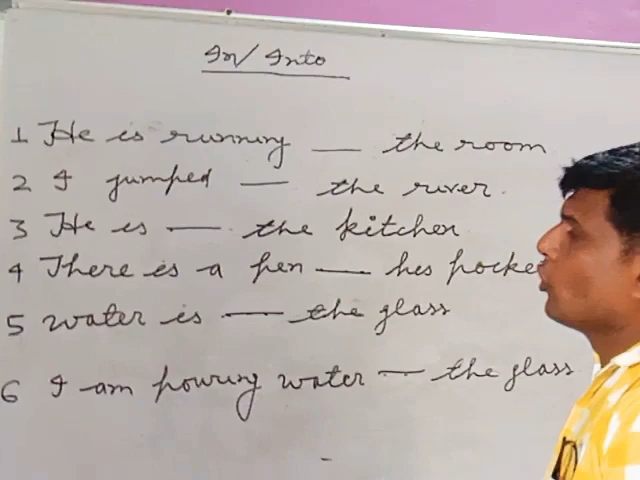 In/Into
1 He is running — the room
2 I jumped — the river.
3 He is — the kitchen
4 There is a pen — his pocke
5 water is — the glass
6 I am pouring water — the glass